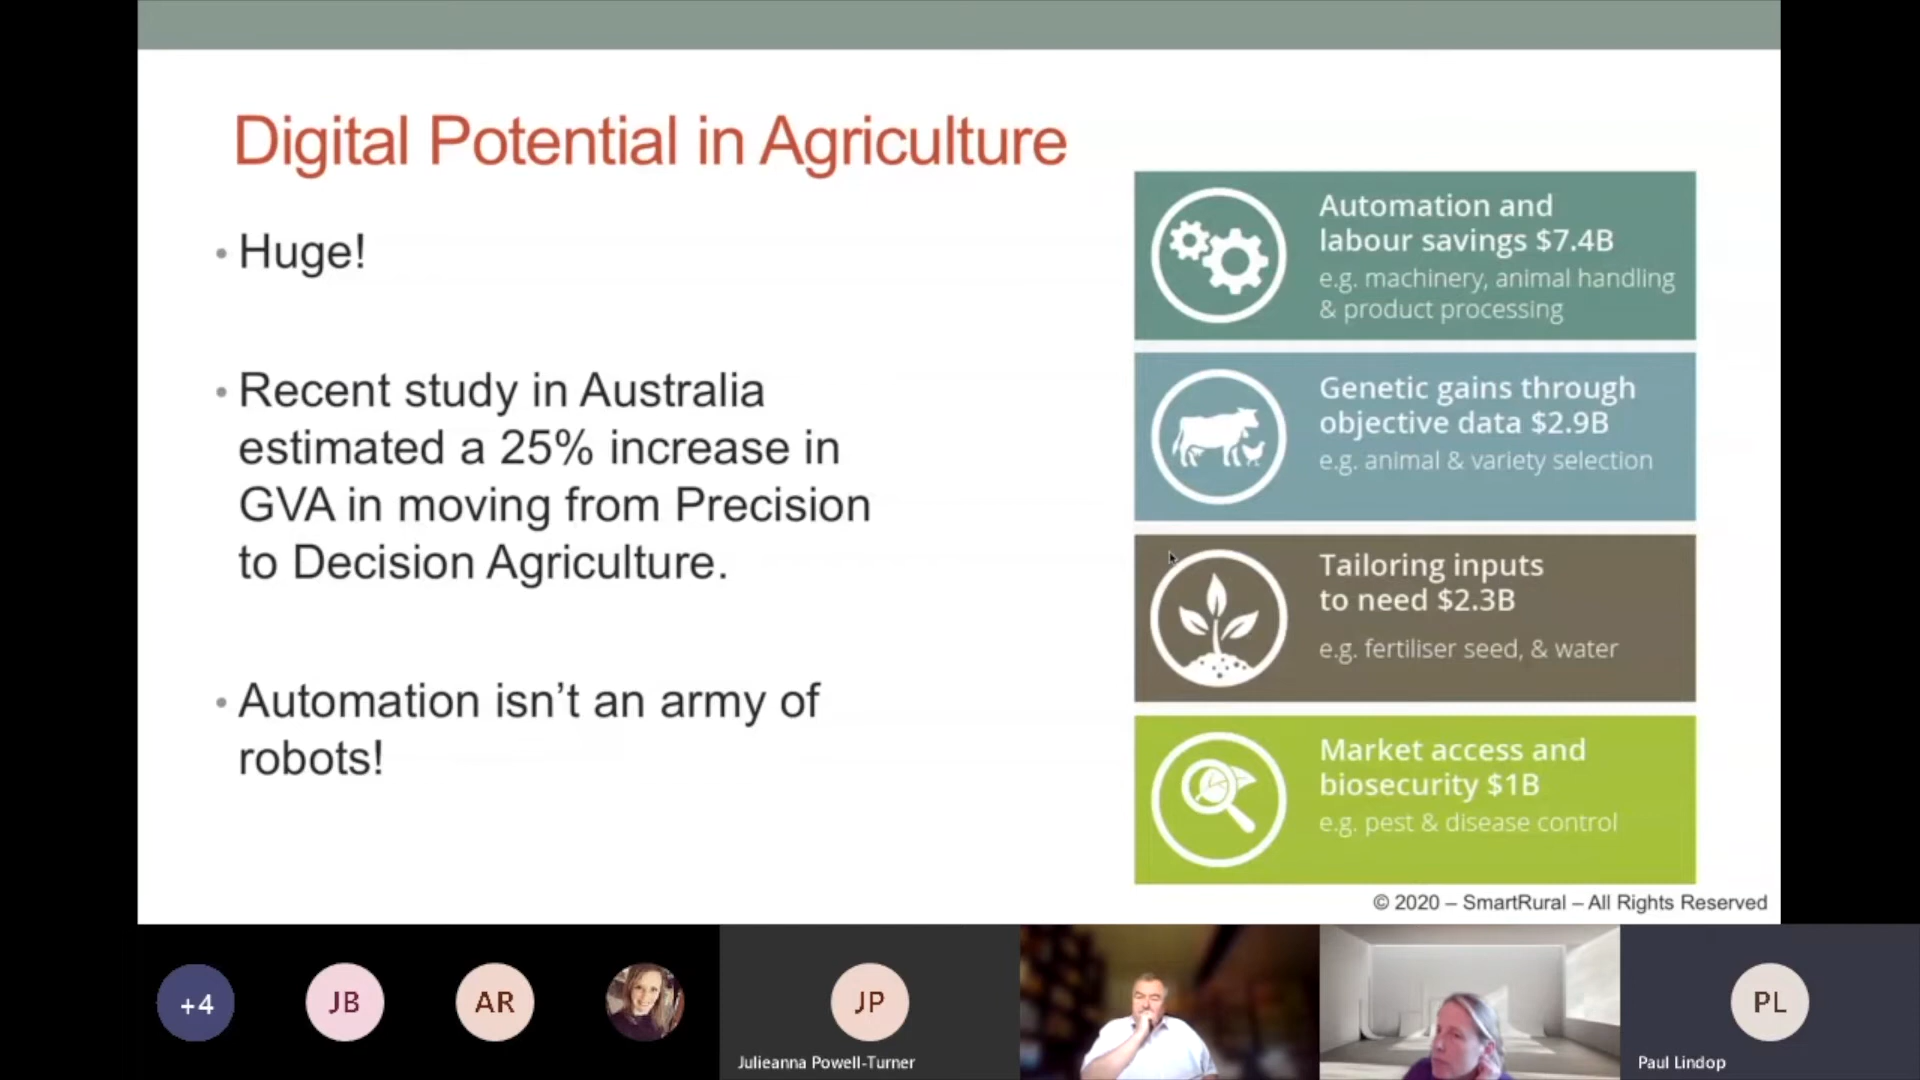 Digital Potential in Agriculture
• Huge!
• Recent study in Australia
estimated a 25% increase in
GVA in moving from Precision
to Decision Agriculture.
• Automation isn’t an army of
robots!
Automation and
labour savings $7.4B
e.g. machinery, animal handling
& product processing
Genetic gains through
objective data $2.9B
e.g. animal & variety selection
Tailoring inputs
to need $2.3B
e.g. fertiliser seed, & water
Market access and
biosecurity $1B
e.g. pest & disease control
© 2020 – SmartRural – All Rights Reserved
+4
JB
AR
JP
Julieanna Powell-Turner
PL
Paul Lindop